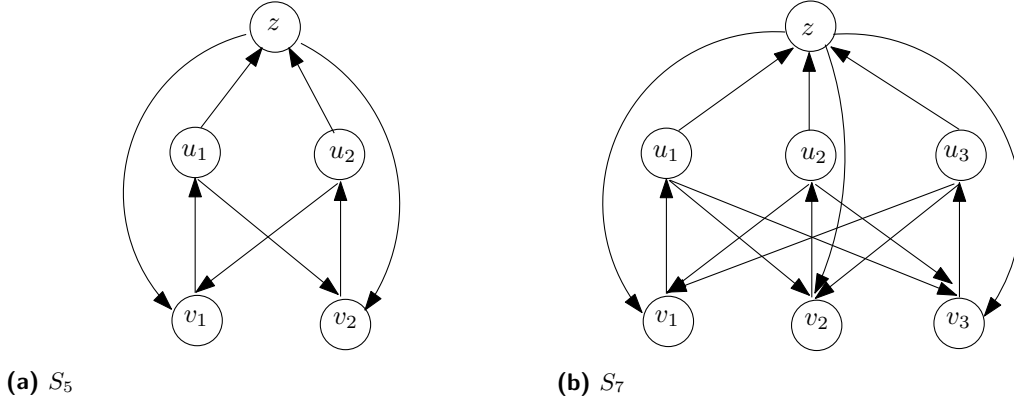 z z
u₁ u₂ u₁ u₂ u₃
v₁ v₂ v₁ v₂ v₃
(a) S₅ (b) S₇